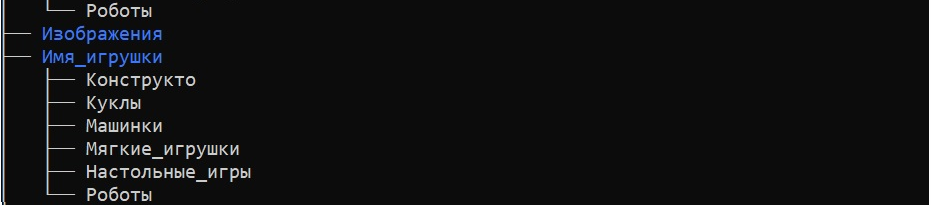 Роботы
Изображения
Имя_игрушки
Конструкто
Куклы
Машинки
Мягкие_игрушки
Настольные_игры
Роботы